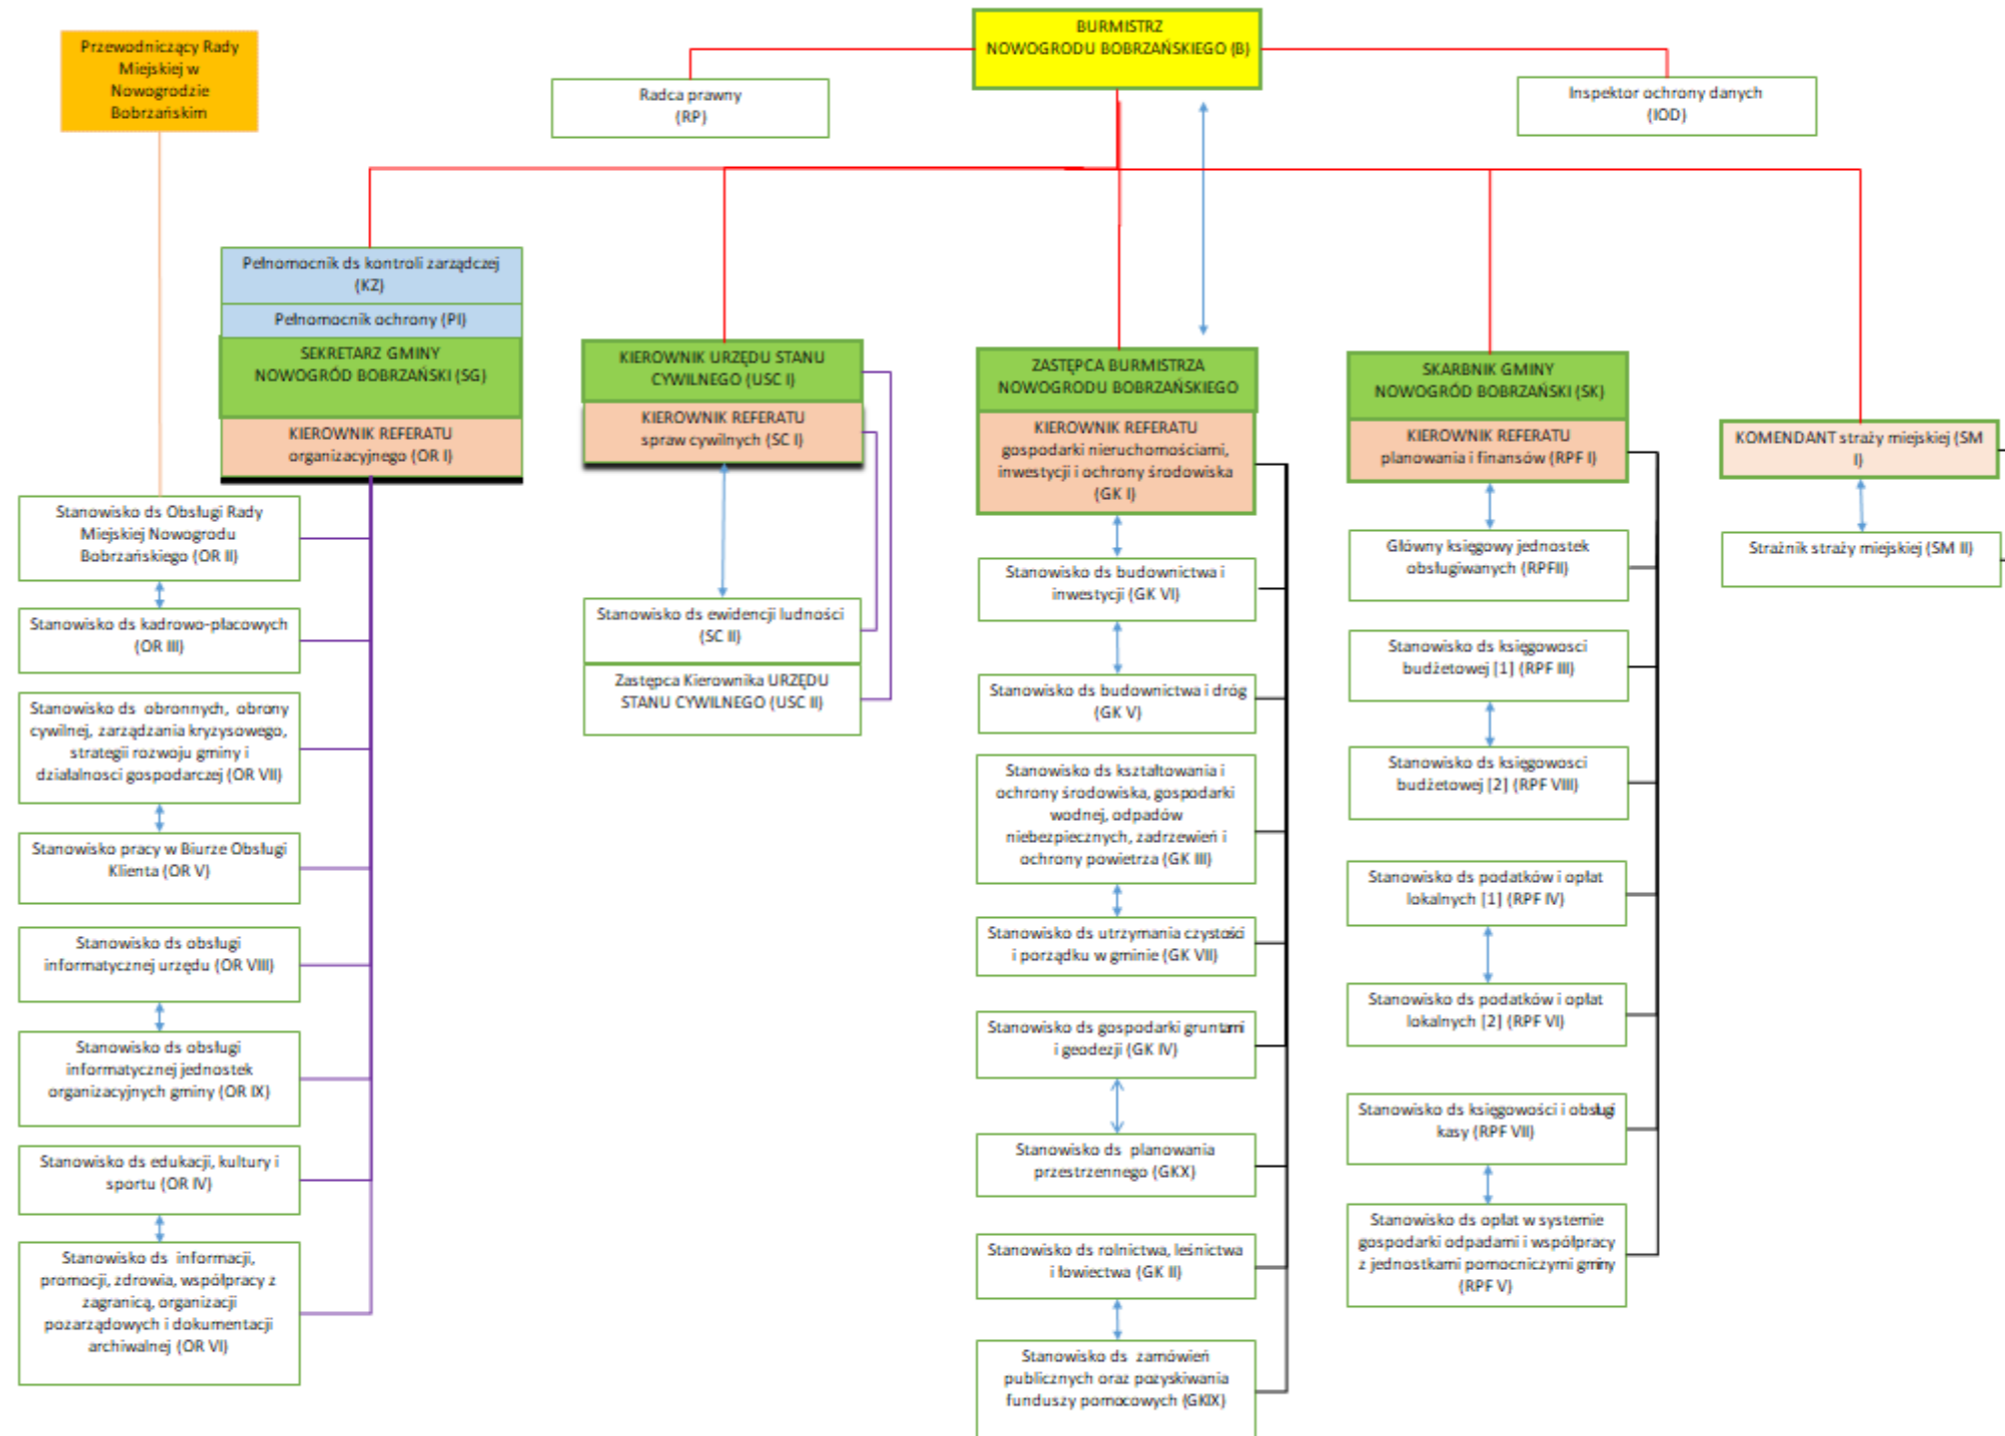 BURMISTRZ
NOWOGRODU BOBRZAŃSKIEGO (B)
Przewodniczący Rady
Miejskiej w
Nowogrodzie
Bobrzańskim
Radca prawny
(RP)
Inspektor ochrony danych
(IOD)
Pełnomocnik ds kontroli zarządczej
(KZ)
Pełnomocnik ochrony (PI)
SEKRETARZ GMINY
NOWOGRÓD BOBRZAŃSKI (SG)
KIEROWNIK REFERATU
organizacyjnego (OR I)
Stanowisko ds Obsługi Rady
Miejskiej Nowogrodu
Bobrzańskiego (OR II)
Stanowisko ds kadrowo-płacowych
(OR III)
Stanowisko ds obronnych, obrony
cywilnej, zarządzania kryzysowego,
strategii rozwoju gminy i
działalnosci gospodarczej (OR VII)
Stanowisko pracy w Biurze Obsługi
Klienta (OR V)
Stanowisko ds obsługi
informatycznej urzędu (OR VIII)
Stanowisko ds obsługi
informatycznej jednostek
organizacyjnych gminy (OR IX)
Stanowisko ds edukacji, kultury i
sportu (OR IV)
Stanowisko ds informacji,
promocji, zdrowia, współpracy z
zagranicą, organizacji
pozarządowych i dokumentacji
archiwalnej (OR VI)
KIEROWNIK URZĘDU STANU
CYWILNEGO (USC I)
KIEROWNIK REFERATU
spraw cywilnych (SC I)
Stanowisko ds ewidencji ludności
(SC II)
Zastępca Kierownika URZĘDU
STANU CYWILNEGO (USC II)
ZASTĘPCA BURMISTRZA
NOWOGRODU BOBRZAŃSKIEGO
KIEROWNIK REFERATU
gospodarki nieruchomościami,
inwestycji i ochrony środowiska
(GK I)
Stanowisko ds budownictwa i
inwestycji (GK VI)
Stanowisko ds budownictwa i dróg
(GK V)
Stanowisko ds kształtowania i
ochrony środowiska, gospodarki
wodnej, odpadów
niebezpiecznych, zadrzewień i
ochrony powietrza (GK III)
Stanowisko ds utrzymania czystości
i porządku w gminie (GK VII)
Stanowisko ds gospodarki gruntami
i geodezji (GK IV)
Stanowisko ds planowania
przestrzennego (GKX)
Stanowisko ds rolnictwa, leśnictwa
i łowiectwa (GK II)
Stanowisko ds zamówień
publicznych oraz pozyskiwania
funduszy pomocowych (GKIX)
SKARBNIK GMINY
NOWOGRÓD BOBRZAŃSKI (SK)
KIEROWNIK REFERATU
planowania i finansów (RPF I)
Główny księgowy jednostek
obsługiwanych (RPFII)
Stanowisko ds księgowosci
budżetowej [1] (RPF III)
Stanowisko ds księgowosci
budżetowej [2] (RPF VIII)
Stanowisko ds podatków i opłat
lokalnych [1] (RPF IV)
Stanowisko ds podatków i opłat
lokalnych [2] (RPF VI)
Stanowisko ds księgowości i obsługi
kasy (RPF VII)
Stanowisko ds opłat w systemie
gospodarki odpadami i współpracy
z jednostkami pomocniczymi gminy
(RPF V)
KOMENDANT straży miejskiej (SM
I)
Strażnik straży miejskiej (SM II)